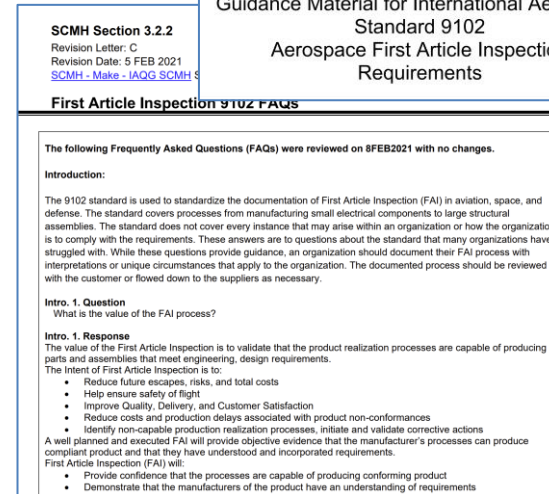 Guidance Material for International Ae
Standard 9102
Aerospace First Article Inspectio
Requirements
SCMH Section 3.2.2
Revision Letter: C
Revision Date: 5 FEB 2021
SCMH - Make - IAQG SCMH S
First Article Inspection 9102 FAQs
The following Frequently Asked Questions (FAQs) were reviewed on 8FEB2021 with no changes.
Introduction:
The 9102 standard is used to standardize the documentation of First Article Inspection (FAI) in aviation, space, and
defense. The standard covers processes from manufacturing small electrical components to large structural
assemblies. The standard does not cover every instance that may arise within an organization or how the organizatio
is to comply with the requirements. These answers are to questions about the standard that many organizations have
struggled with. While these questions provide guidance, an organization should document their FAI process with
interpretations or unique circumstances that apply to the organization. The documented process should be reviewed
with the customer or flowed down to the suppliers as necessary.
Intro. 1. Question
What is the value of the FAI process?
Intro. 1. Response
The value of the First Article Inspection is to validate that the product realization processes are capable of producing
parts and assemblies that meet engineering, design requirements.
The Intent of First Article Inspection is to:
• Reduce future escapes, risks, and total costs
• Help ensure safety of flight
• Improve Quality, Delivery, and Customer Satisfaction
• Reduce costs and production delays associated with product non-conformances
• Identify non-capable production realization processes, initiate and validate corrective actions
A well planned and executed FAI will provide objective evidence that the manufacturer's processes can produce
compliant product and that they have understood and incorporated requirements.
First Article Inspection (FAI) will:
• Provide confidence that the processes are capable of producing conforming product
• Demonstrate that the manufacturers of the product have an understanding of requirements